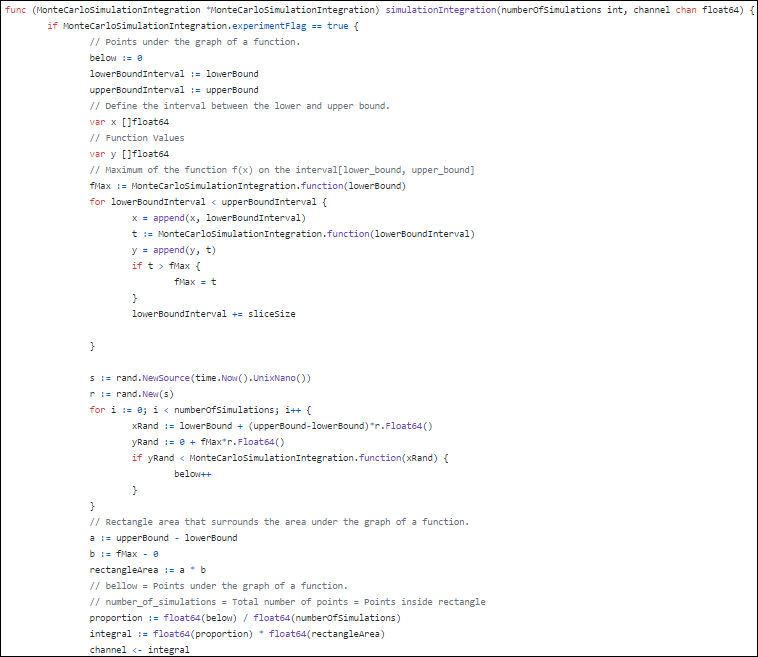 func (MonteCarloSimulationIntegration *MonteCarloSimulationIntegration) simulationIntegration(numberOfSimulations int, channel chan float64) {
if MonteCarloSimulationIntegration.experimentFlag == true {
// Points under the graph of a function.
below := 0
lowerBoundInterval := lowerBound
upperBoundInterval := upperBound
// Define the interval between the lower and upper bound.
var x []float64
// Function Values
var y []float64
// Maximum of the function f(x) on the interval[lower_bound, upper_bound]
fMax := MonteCarloSimulationIntegration.function(lowerBound)
for lowerBoundInterval < upperBoundInterval {
x = append(x, lowerBoundInterval)
t := MonteCarloSimulationIntegration.function(lowerBoundInterval)
y = append(y, t)
if t > fMax {
fMax = t
}
lowerBoundInterval += sliceSize
}
s := rand.NewSource(time.Now().UnixNano())
r := rand.New(s)
for i := 0; i < numberOfSimulations; i++ {
xRand := lowerBound + (upperBound-lowerBound)*r.Float64()
yRand := 0 + fMax*r.Float64()
if yRand < MonteCarloSimulationIntegration.function(xRand) {
below++
}
}
// Rectangle area that surrounds the area under the graph of a function.
a := upperBound - lowerBound
b := fMax - 0
rectangleArea := a * b
// bellow = Points under the graph of a function.
// number_of_simulations = Total number of points = Points inside rectangle
proportion := float64(below) / float64(numberOfSimulations)
integral := float64(proportion) * float64(rectangleArea)
channel <- integral